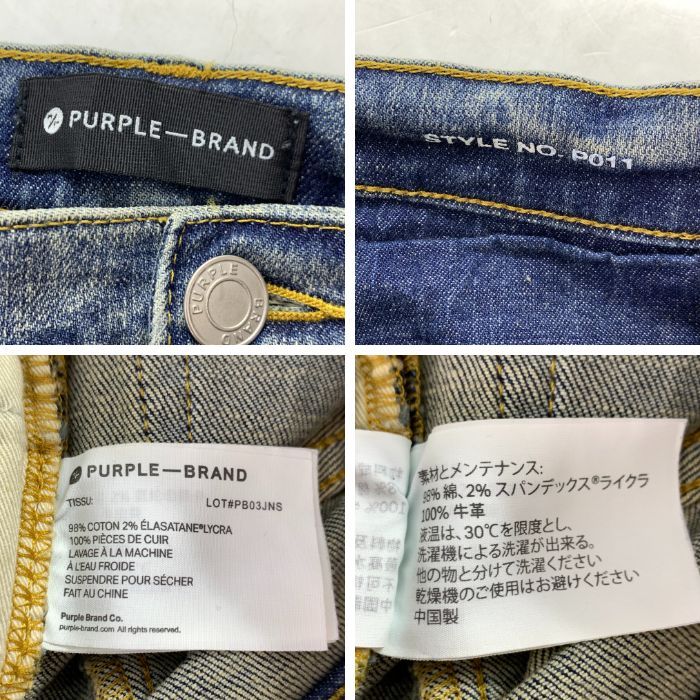 PURPLE—BRAND
PURPLE BRAND
STYLE NO. P011
PURPLE—BRAND
TISSU: LOT#PB03JNS
98% COTON 2% ÉLASATANE®LYCRA
100% PIÈCES DE CUIR
LAVAGE À LA MACHINE
À L'EAU FROIDE
SUSPENDRE POUR SÉCHER
FAIT AU CHINE
Purple Brand Co.
purple-brand.com All rights reserved.
素材とメンテナンス:
98% 綿、2% スパンデックス®ライクラ
100% 牛革
液温は、30℃を限度とし、
洗濯機による洗濯が出来る。
他の物と分けて洗濯ください
乾燥機のご使用はお避けください
中国製